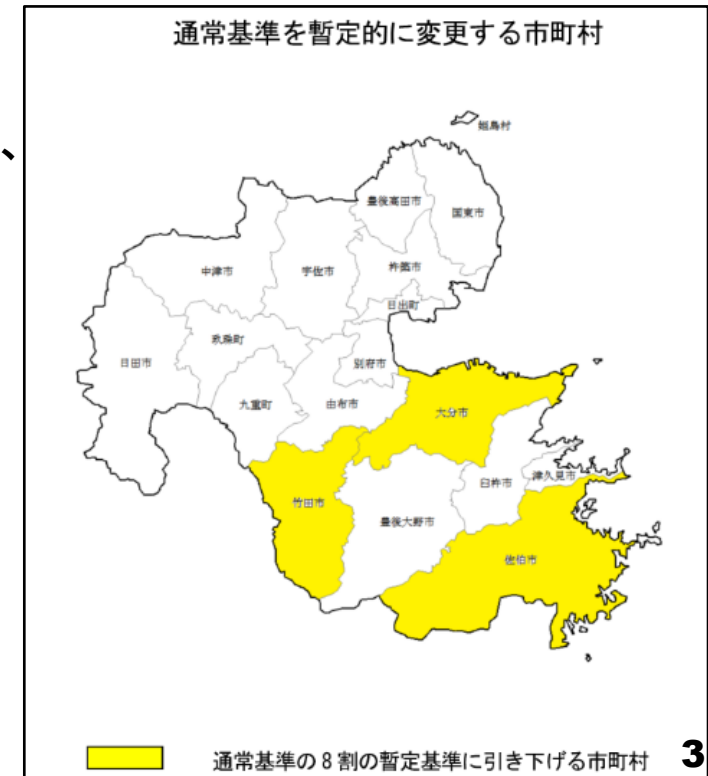 通常基準を暫定的に変更する市町村
、
姫島村
豊後高田市
国東市
中津市
宇佐市
杵築市
日出町
玖珠町
日田市
別府市
九重町
由布市
大分市
臼杵市
津久見市
竹田市
豊後大野市
佐伯市
通常基準の8割の暫定基準に引き下げる市町村
3